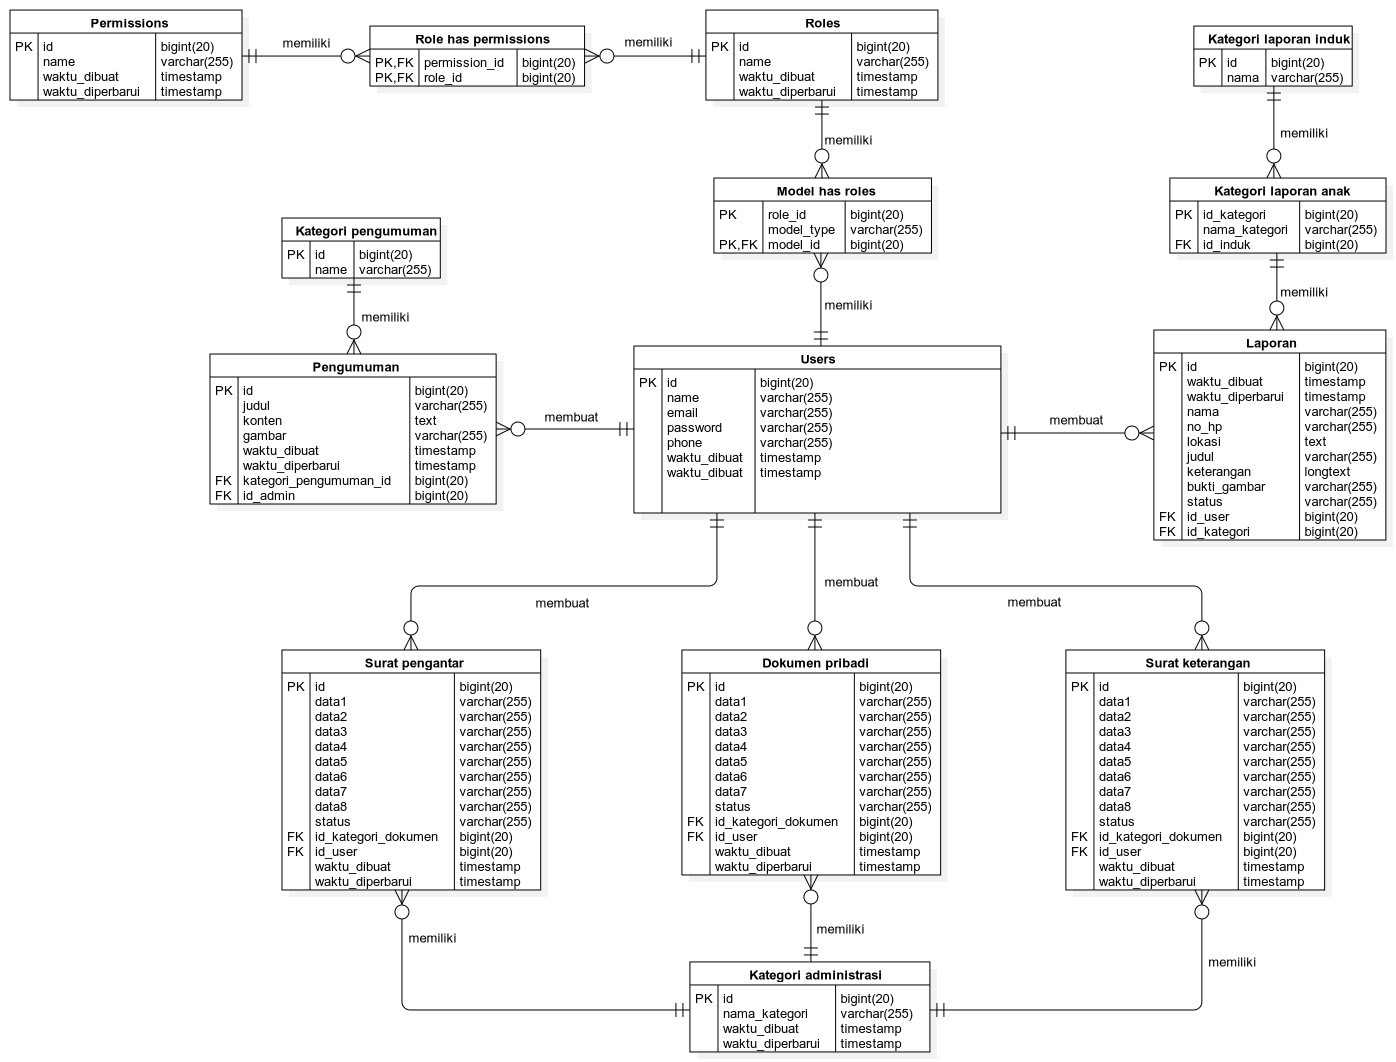 Permissions
PK id bigint(20)
name varchar(255)
waktu_dibuat timestamp
waktu_diperbarui timestamp
memiliki
Role has permissions
PK,FK permission_id bigint(20)
PK,FK role_id bigint(20)
memiliki
Roles
PK id bigint(20)
name varchar(255)
waktu_dibuat timestamp
waktu_diperbarui timestamp
memiliki
Kategori laporan induk
PK id bigint(20)
nama varchar(255)
memiliki
Model has roles
PK role_id bigint(20)
model_type varchar(255)
PK,FK model_id bigint(20)
memiliki
Kategori laporan anak
PK id_kategori bigint(20)
nama_kategori varchar(255)
FK id_induk bigint(20)
memiliki
Kategori pengumuman
PK id bigint(20)
name varchar(255)
memiliki
Pengumuman
PK id bigint(20)
judul varchar(255)
konten text
gambar varchar(255)
waktu_dibuat timestamp
waktu_diperbarui timestamp
FK kategori_pengumuman_id bigint(20)
FK id_admin bigint(20)
membuat
Users
PK id bigint(20)
name varchar(255)
email varchar(255)
password varchar(255)
phone varchar(255)
waktu_dibuat timestamp
waktu_dibuat timestamp
membuat
Laporan
PK id bigint(20)
waktu_dibuat timestamp
waktu_diperbarui timestamp
nama varchar(255)
no_hp varchar(255)
lokasi text
judul varchar(255)
keterangan longtext
bukti_gambar varchar(255)
status varchar(255)
FK id_user bigint(20)
FK id_kategori bigint(20)
membuat
membuat
membuat
Surat pengantar
PK id bigint(20)
data1 varchar(255)
data2 varchar(255)
data3 varchar(255)
data4 varchar(255)
data5 varchar(255)
data6 varchar(255)
data7 varchar(255)
data8 varchar(255)
status varchar(255)
FK id_kategori_dokumen bigint(20)
FK id_user bigint(20)
waktu_dibuat timestamp
waktu_diperbarui timestamp
memiliki
Dokumen pribadi
PK id bigint(20)
data1 varchar(255)
data2 varchar(255)
data3 varchar(255)
data4 varchar(255)
data5 varchar(255)
data6 varchar(255)
data7 varchar(255)
status varchar(255)
FK id_kategori_dokumen bigint(20)
FK id_user bigint(20)
waktu_dibuat timestamp
waktu_diperbarui timestamp
memiliki
Surat keterangan
PK id bigint(20)
data1 varchar(255)
data2 varchar(255)
data3 varchar(255)
data4 varchar(255)
data5 varchar(255)
data6 varchar(255)
data7 varchar(255)
data8 varchar(255)
status varchar(255)
FK id_kategori_dokumen bigint(20)
FK id_user bigint(20)
waktu_dibuat timestamp
waktu_diperbarui timestamp
memiliki
Kategori administrasi
PK id bigint(20)
nama_kategori varchar(255)
waktu_dibuat timestamp
waktu_diperbarui timestamp